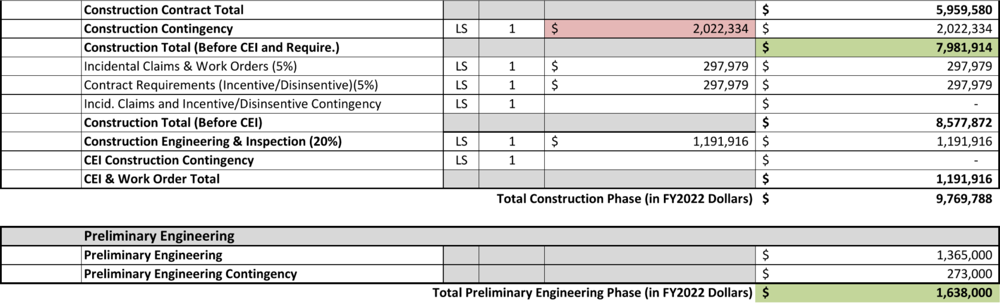 Construction Contract Total $ 5,959,580
Construction Contingency LS 1 $ 2,022,334 $ 2,022,334
Construction Total (Before CEI and Require.) $ 7,981,914
Incidental Claims & Work Orders (5%) LS 1 $ 297,979 $ 297,979
Contract Requirements (Incentive/Disinsentive)(5%) LS 1 $ 297,979 $ 297,979
Incid. Claims and Incentive/Disinsentive Contingency LS 1 $ -
Construction Total (Before CEI) $ 8,577,872
Construction Engineering & Inspection (20%) LS 1 $ 1,191,916 $ 1,191,916
CEI Construction Contingency LS 1 $ -
CEI & Work Order Total $ 1,191,916
Total Construction Phase (in FY2022 Dollars) $ 9,769,788
Preliminary Engineering
Preliminary Engineering $ 1,365,000
Preliminary Engineering Contingency $ 273,000
Total Preliminary Engineering Phase (in FY2022 Dollars) $ 1,638,000